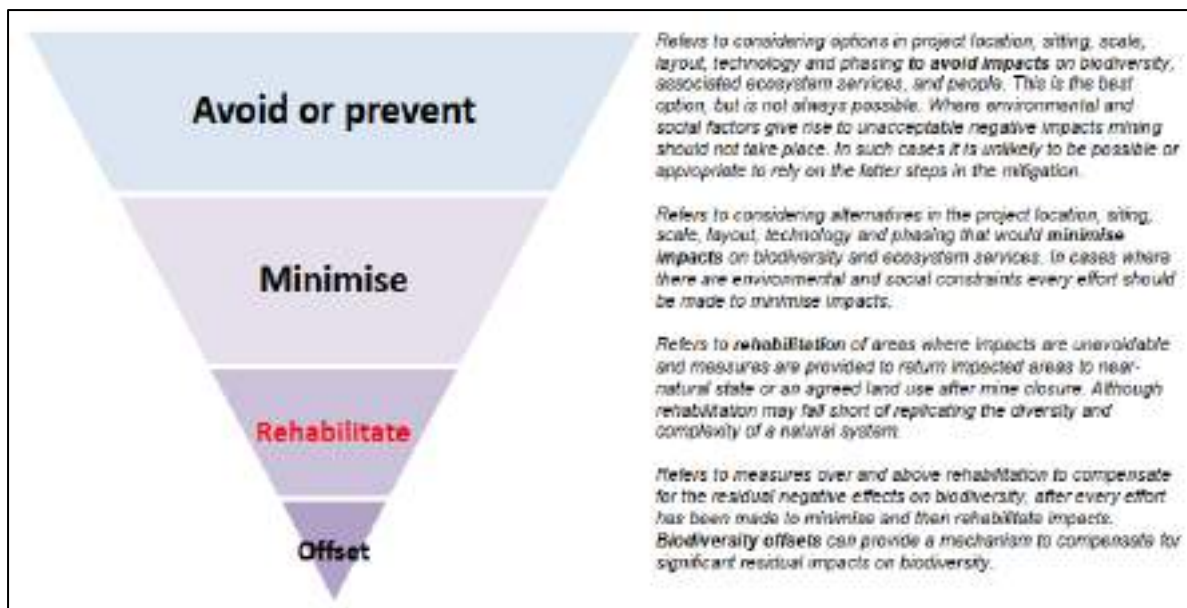 Avoid or prevent
Refers to considering options in project location, sitting, scale,
layout, technology and phasing to avoid impacts on biodiversity,
associated ecosystem services, and people. This is the best
option, but is not always possible. Where environmental and
social factors give rise to unacceptable negative impacts mining
should not take place. In such cases it is unlikely to be possible or
appropriate to rely on the latter steps in the mitigation.
Minimise
Refers to considering alternatives in the project location, siting,
scale, layout, technology and phasing that would minimise
impacts on biodiversity and ecosystem services. In cases where
there are environmental and social constraints every effort should
be made to minimise impacts.
Rehabilitate
Refers to rehabilitation of areas where impacts are unavoidable
and measures are provided to return impacted areas to near-
natural state or an agreed land use after mine closure. Although
rehabilitation may fall short of replicating the diversity and
complexity of a natural system.
Offset
Refers to measures over and above rehabilitation to compensate
for the residual negative effects on biodiversity, after every effort
has been made to minimise and then rehabilitate impacts.
Biodiversity offsets can provide a mechanism to compensate for
significant residual impacts on biodiversity.